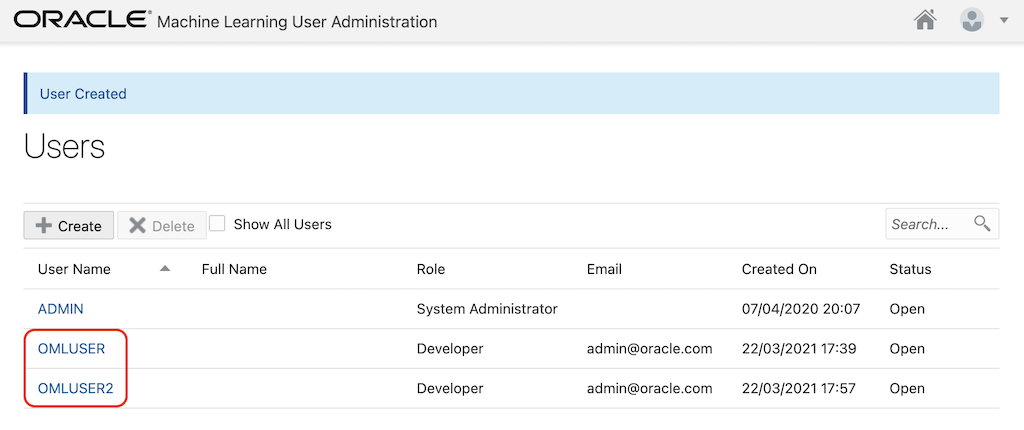 ORACLE® Machine Learning User Administration
User Created
Users
Create Delete Show All Users Search...
User Name Full Name Role Email Created On Status
ADMIN System Administrator 07/04/2020 20:07 Open
OMLUSER Developer admin@oracle.com 22/03/2021 17:39 Open
OMLUSER2 Developer admin@oracle.com 22/03/2021 17:57 Open